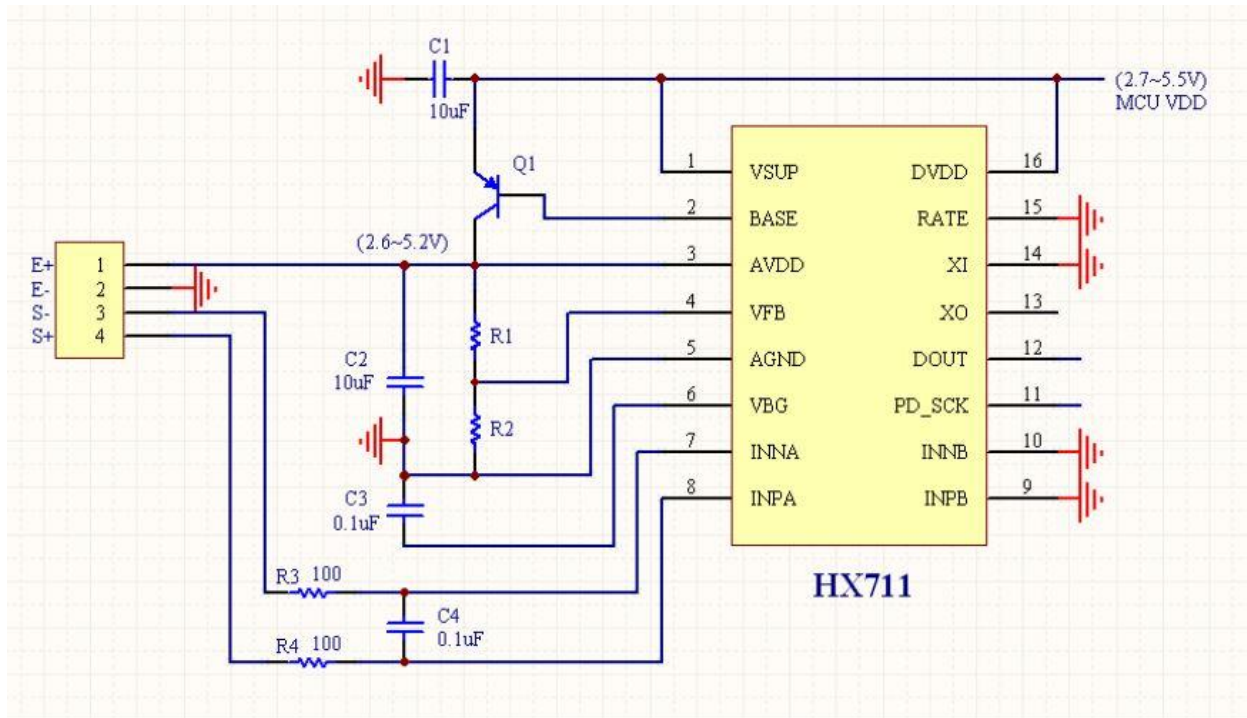 C1
10uF
(2.7~5.5V)
MCU VDD
Q1
(2.6~5.2V)
E+ 1
E- 2
S- 3
S+ 4
1 VSUP DVDD 16
2 BASE RATE 15
3 AVDD XI 14
4 VFB XO 13
5 AGND DOUT 12
6 VBG PD_SCK 11
7 INNA INNB 10
8 INPA INPB 9
R1
C2
10uF
R2
C3
0.1uF
HX711
R3 100
C4
0.1uF
R4 100